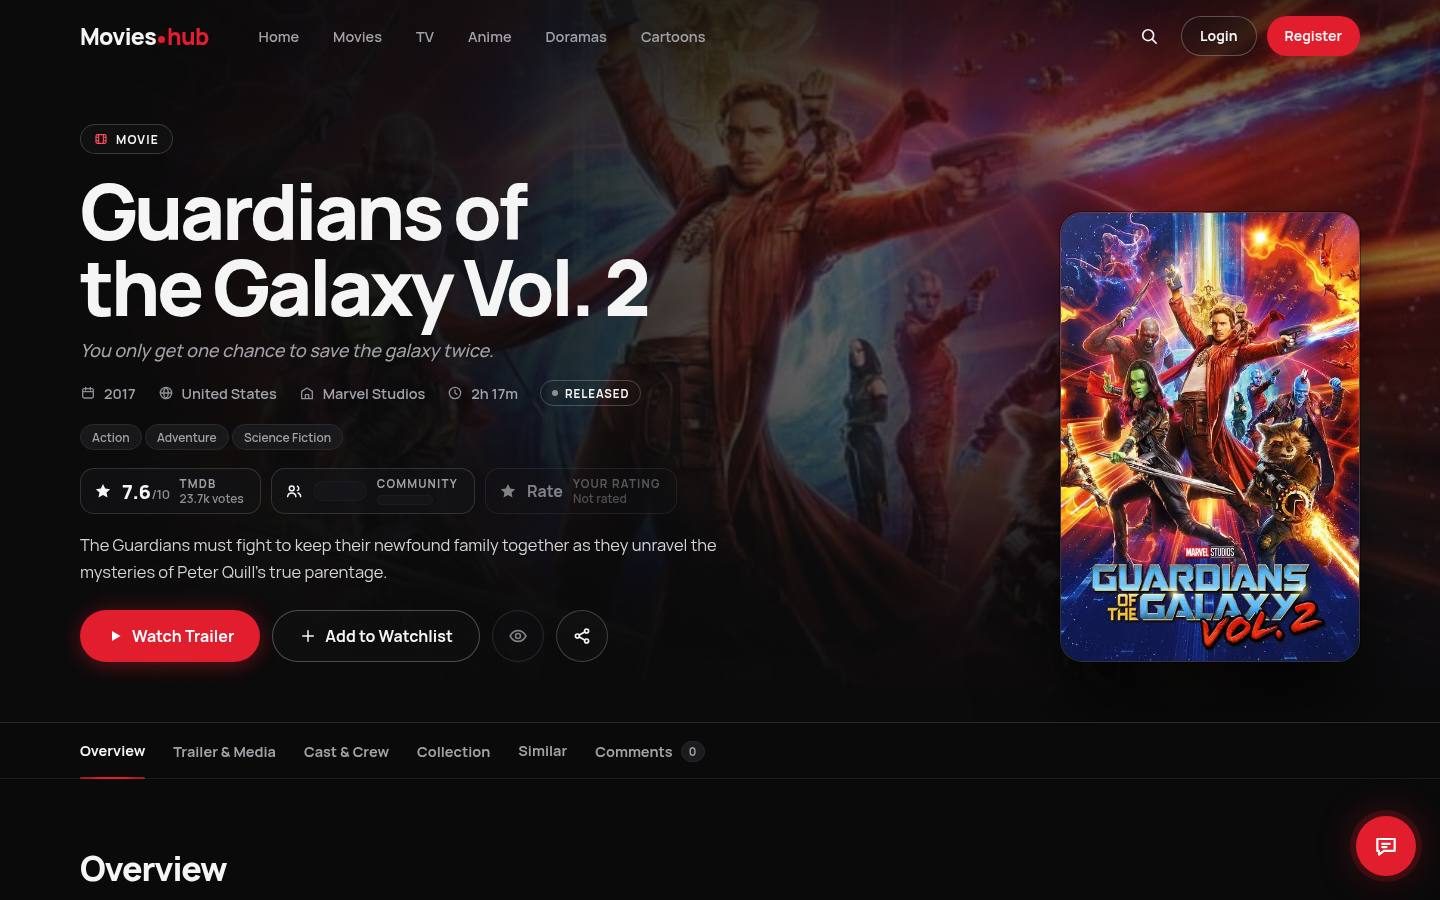 Movies•hub
Home
Movies
TV
Anime
Doramas
Cartoons
Login
Register
MOVIE
Guardians of
the Galaxy Vol. 2
You only get one chance to save the galaxy twice.
2017
United States
Marvel Studios
2h 17m
RELEASED
Action
Adventure
Science Fiction
7.6/10
TMDB
23.7k votes
COMMUNITY
Rate
YOUR RATING
Not rated
The Guardians must fight to keep their newfound family together as they unravel the
mysteries of Peter Quill's true parentage.
Watch Trailer
Add to Watchlist
MARVEL STUDIOS
GUARDIANS
OF THE GALAXY
VOL. 2
Overview
Trailer & Media
Cast & Crew
Collection
Similar
Comments 0
Overview